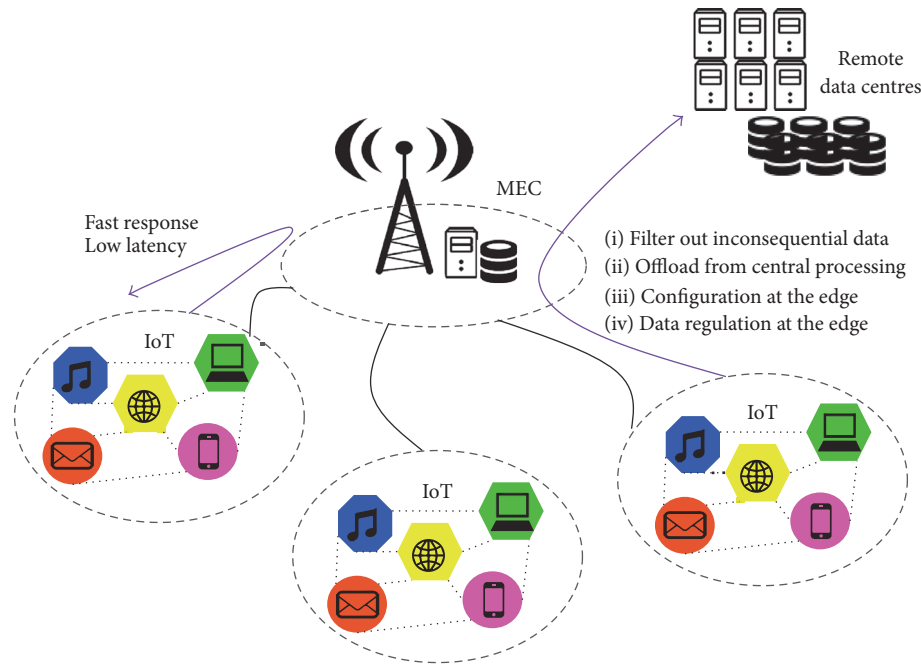 Remote
data centres
MEC
Fast response
Low latency
(i) Filter out inconsequential data
(ii) Offload from central processing
(iii) Configuration at the edge
(iv) Data regulation at the edge
IoT
IoT
IoT